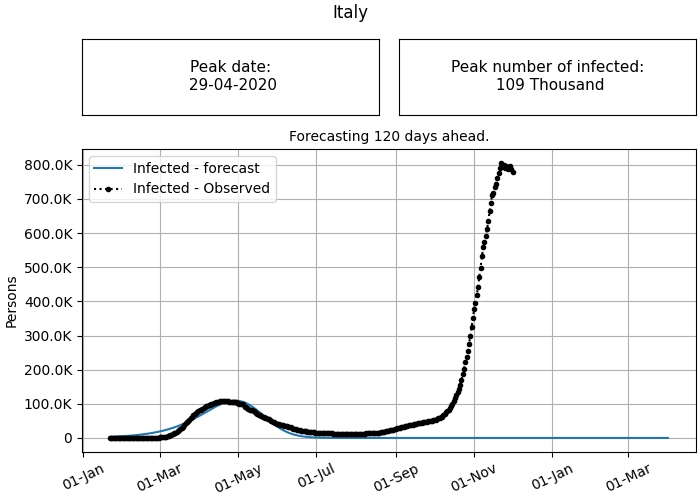 Italy
Peak date:
29-04-2020
Peak number of infected:
109 Thousand
Forecasting 120 days ahead.
Infected - forecast
Infected - Observed
Persons
800.0K
700.0K
600.0K
500.0K
400.0K
300.0K
200.0K
100.0K
0
01-Jan
01-Mar
01-May
01-Jul
01-Sep
01-Nov
01-Jan
01-Mar